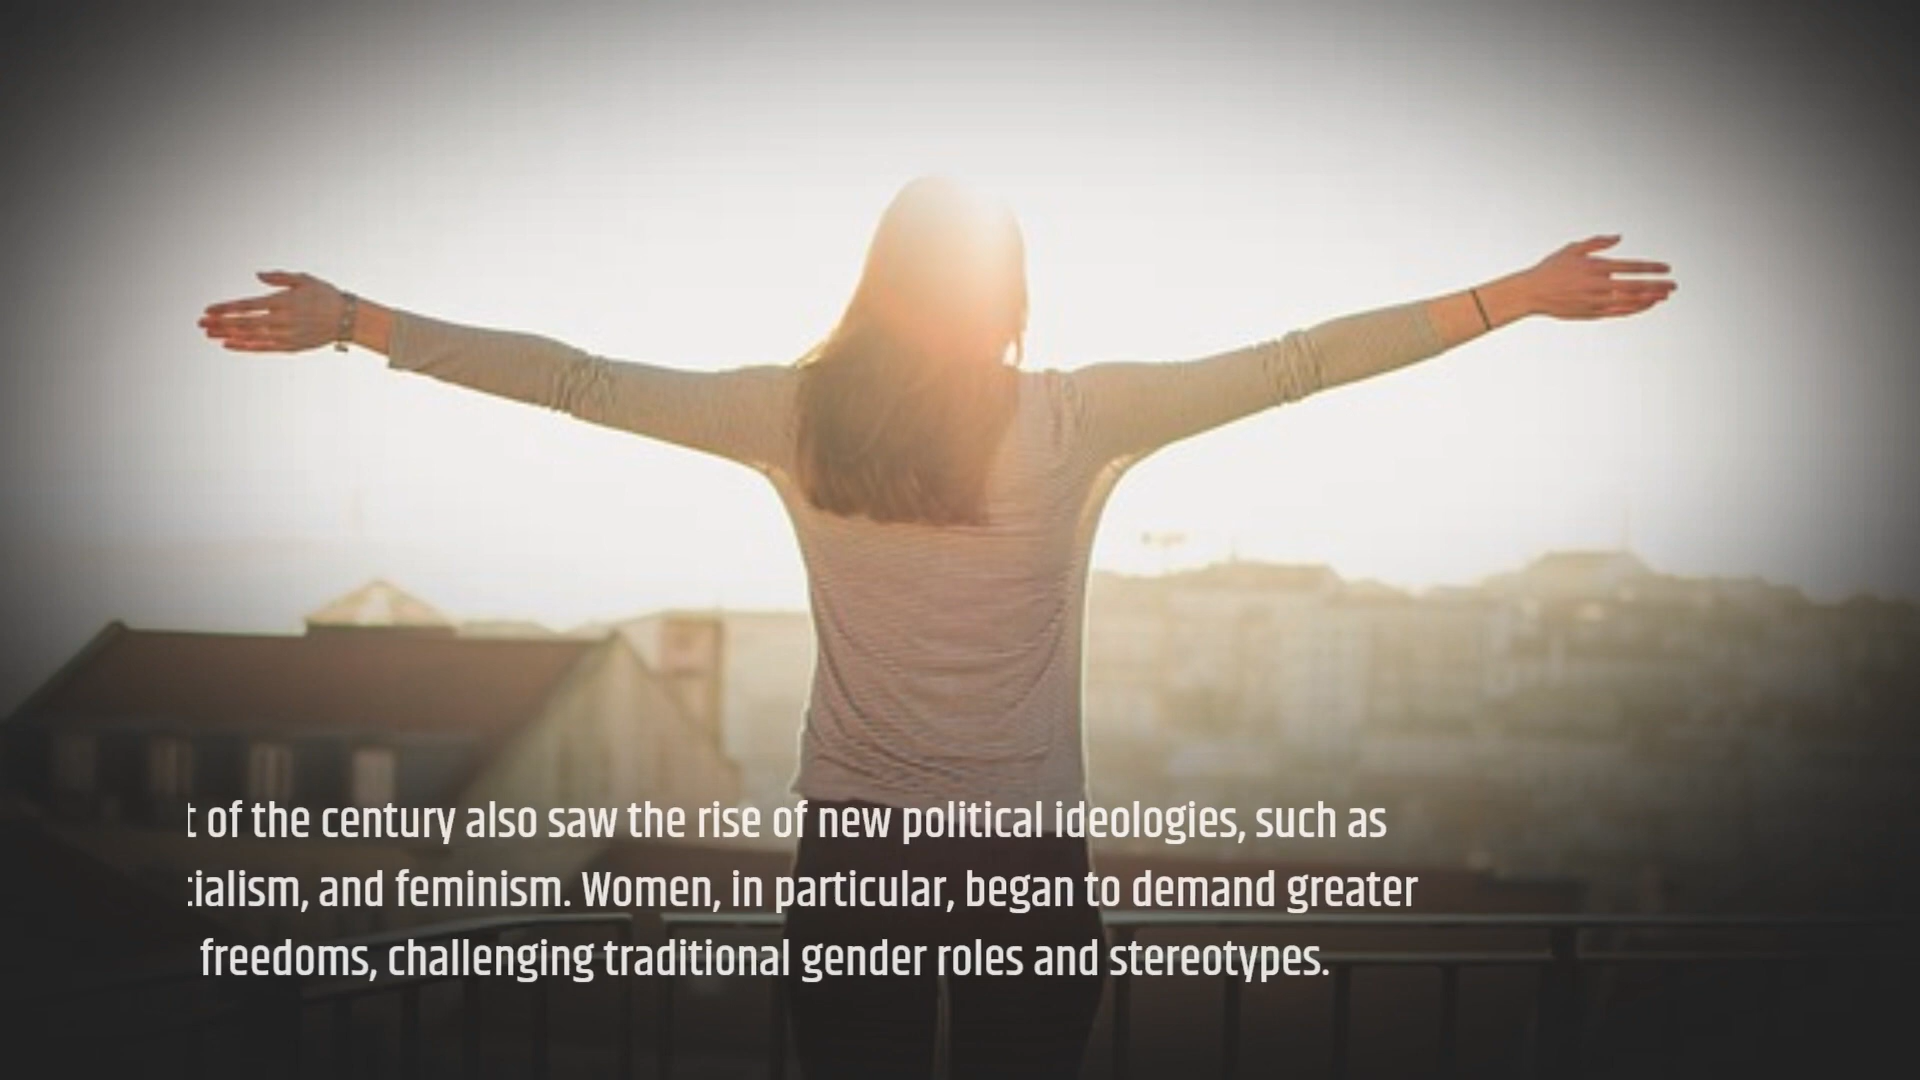 of the century also saw the rise of new political ideologies, such as
and feminism. Women, in particular, began to demand greater
freedoms, challenging traditional gender roles and stereotypes.